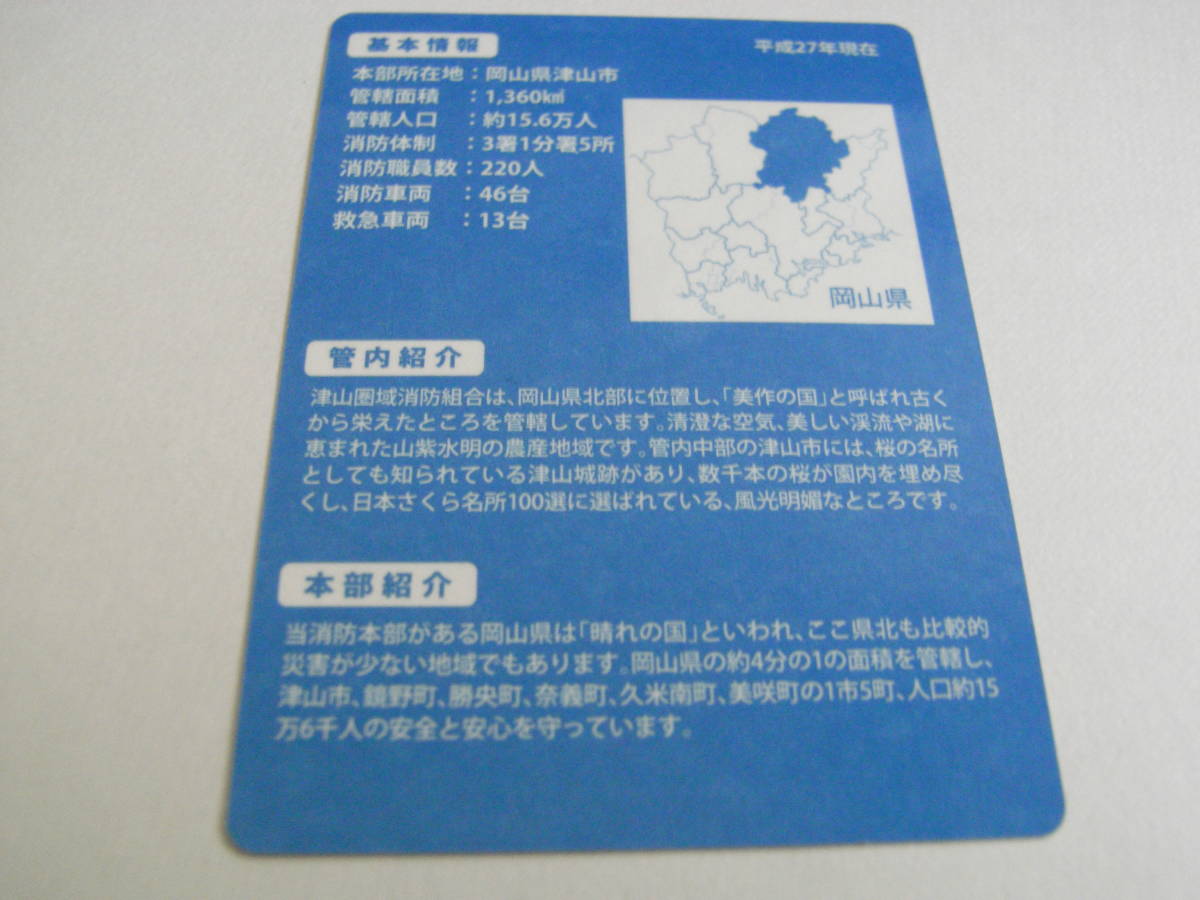 基本情報
平成27年現在
本部所在地：岡山県津山市
管轄面積　：1,360㎢
管轄人口　：約15.6万人
消防体制　：3署1分署5所
消防職員数：220人
消防車両　：46台
救急車両　：13台
岡山県
管内紹介
津山圏域消防組合は、岡山県北部に位置し、「美作の国」と呼ばれ古く
から栄えたところを管轄しています。清澄な空気、美しい渓流や湖に
恵まれた山紫水明の農産地域です。管内中部の津山市には、桜の名所
としても知られている津山城跡があり、数千本の桜が園内を埋め尽
くし、日本さくら名所100選に選ばれている、風光明媚なところです。
本部紹介
当消防本部がある岡山県は「晴れの国」といわれ、ここ県北も比較的
災害が少ない地域でもあります。岡山県の約4分の1の面積を管轄し、
津山市、鏡野町、勝央町、奈義町、久米南町、美咲町の1市5町、人口約15
万6千人の安全と安心を守っています。